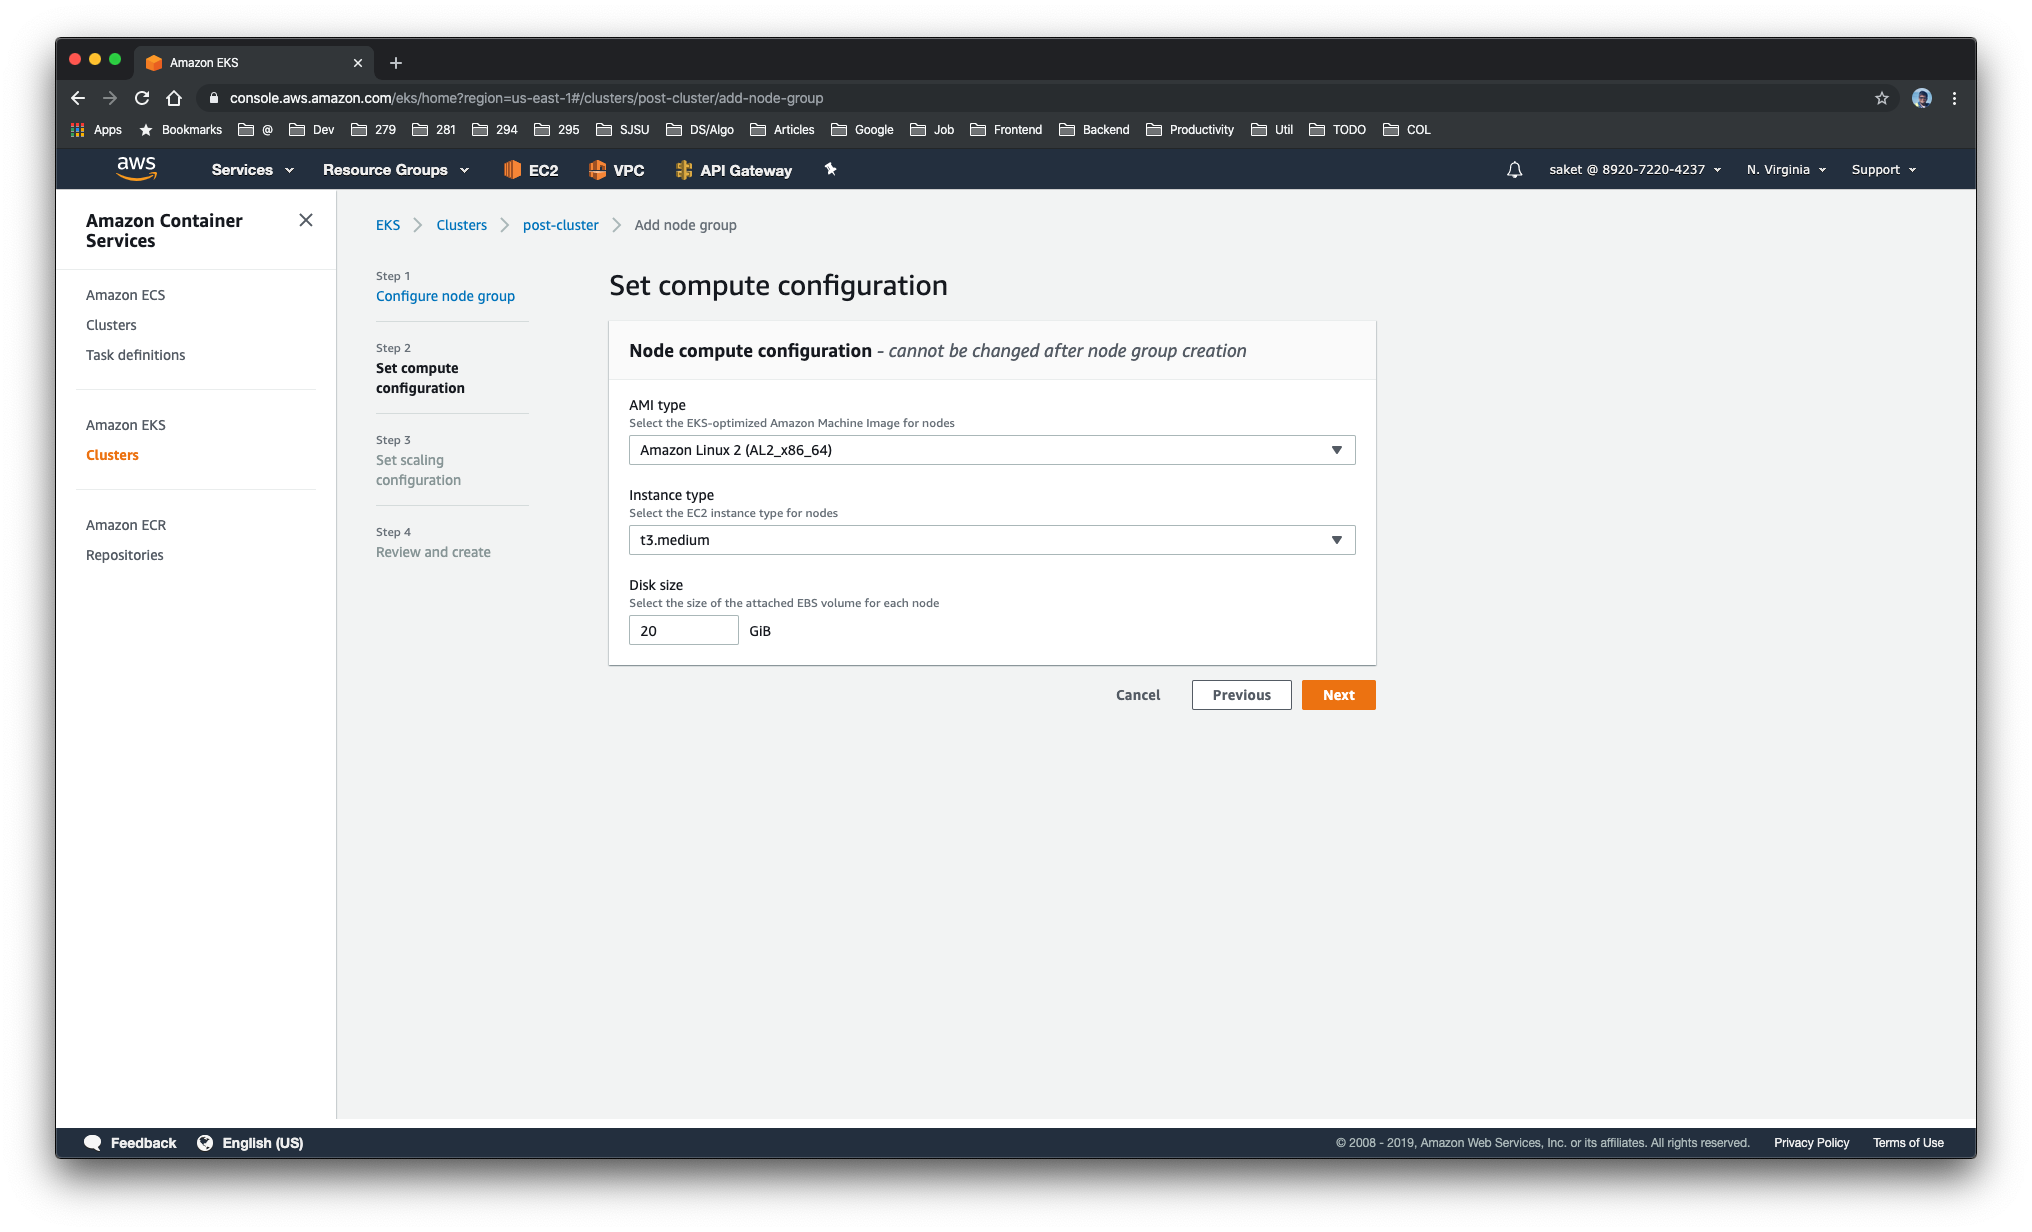 Amazon EKS
console.aws.amazon.com/eks/home?region=us-east-1#/clusters/post-cluster/add-node-group
Apps Bookmarks @ Dev 279 281 294 295 SJSU DS/Algo Articles Google Job Frontend Backend Productivity Util TODO COL
aws Services Resource Groups EC2 VPC API Gateway saket @ 8920-7220-4237 N. Virginia Support
Amazon Container
Services
Amazon ECS
Clusters
Task definitions
Amazon EKS
Clusters
Amazon ECR
Repositories
EKS Clusters post-cluster Add node group
Step 1
Configure node group
Step 2
Set compute
configuration
Step 3
Set scaling
configuration
Step 4
Review and create
Set compute configuration
Node compute configuration - cannot be changed after node group creation
AMI type
Select the EKS-optimized Amazon Machine Image for nodes
Amazon Linux 2 (AL2_x86_64)
Instance type
Select the EC2 instance type for nodes
t3.medium
Disk size
Select the size of the attached EBS volume for each node
20 GiB
Cancel Previous Next
Feedback English (US) © 2008 - 2019, Amazon Web Services, Inc. or its affiliates. All rights reserved. Privacy Policy Terms of Use